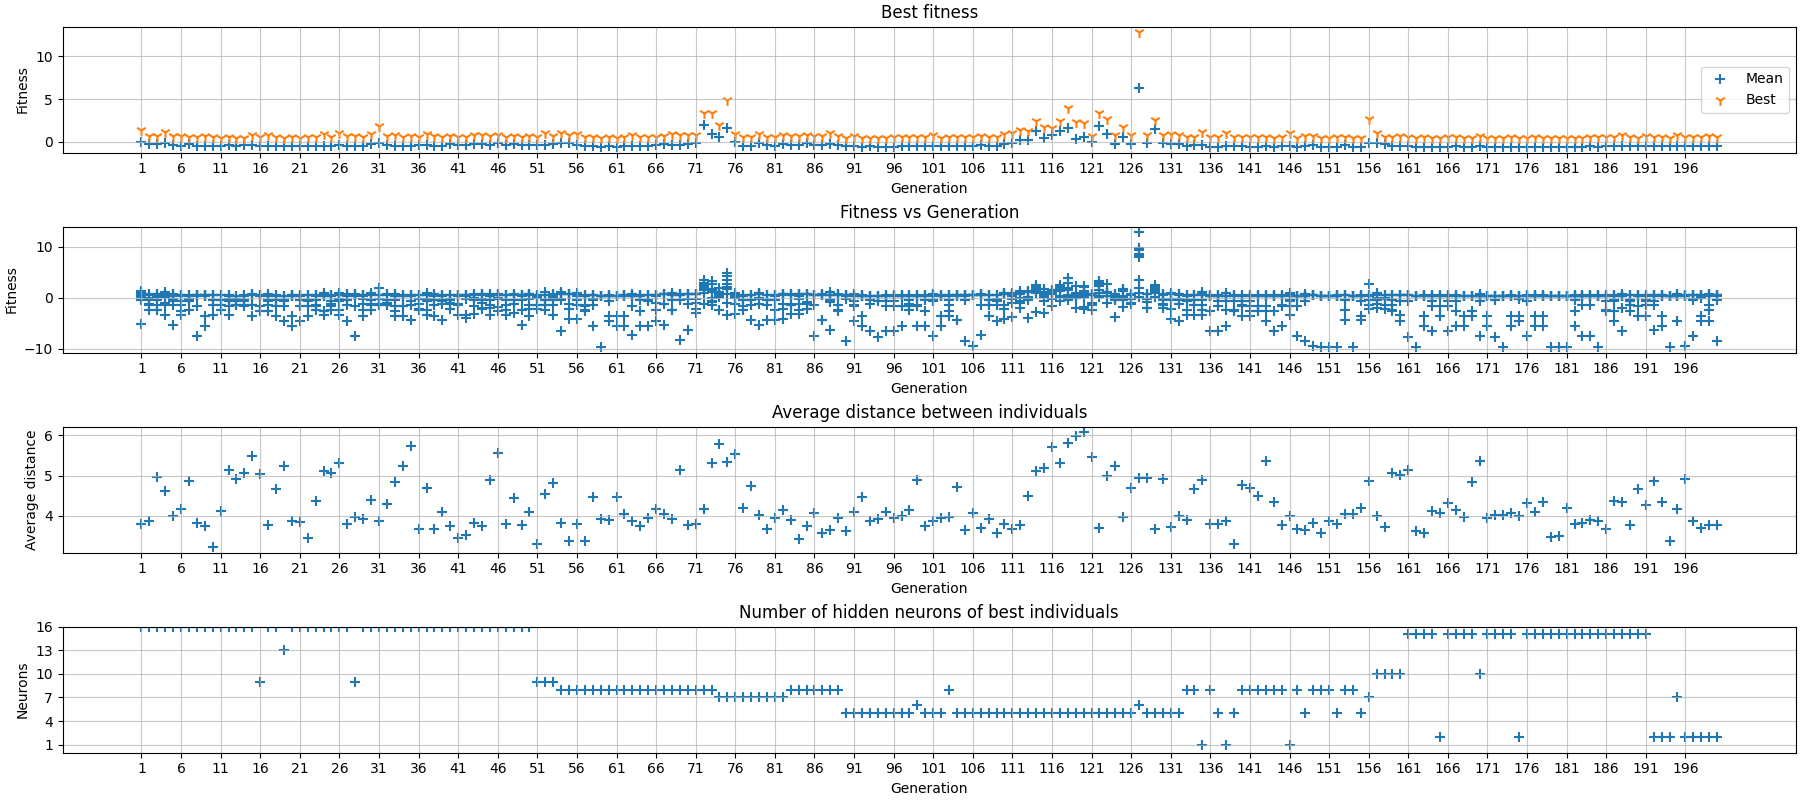 Best fitness
Fitness
10
5
0
Mean
Best
1 6 11 16 21 26 31 36 41 46 51 56 61 66 71 76 81 86 91 96 101 106 111 116 121 126 131 136 141 146 151 156 161 166 171 176 181 186 191 196
Generation
Fitness vs Generation
Fitness
10
0
−10
1 6 11 16 21 26 31 36 41 46 51 56 61 66 71 76 81 86 91 96 101 106 111 116 121 126 131 136 141 146 151 156 161 166 171 176 181 186 191 196
Generation
Average distance between individuals
Average distance
6
5
4
1 6 11 16 21 26 31 36 41 46 51 56 61 66 71 76 81 86 91 96 101 106 111 116 121 126 131 136 141 146 151 156 161 166 171 176 181 186 191 196
Generation
Number of hidden neurons of best individuals
Neurons
16
13
10
7
4
1
1 6 11 16 21 26 31 36 41 46 51 56 61 66 71 76 81 86 91 96 101 106 111 116 121 126 131 136 141 146 151 156 161 166 171 176 181 186 191 196
Generation